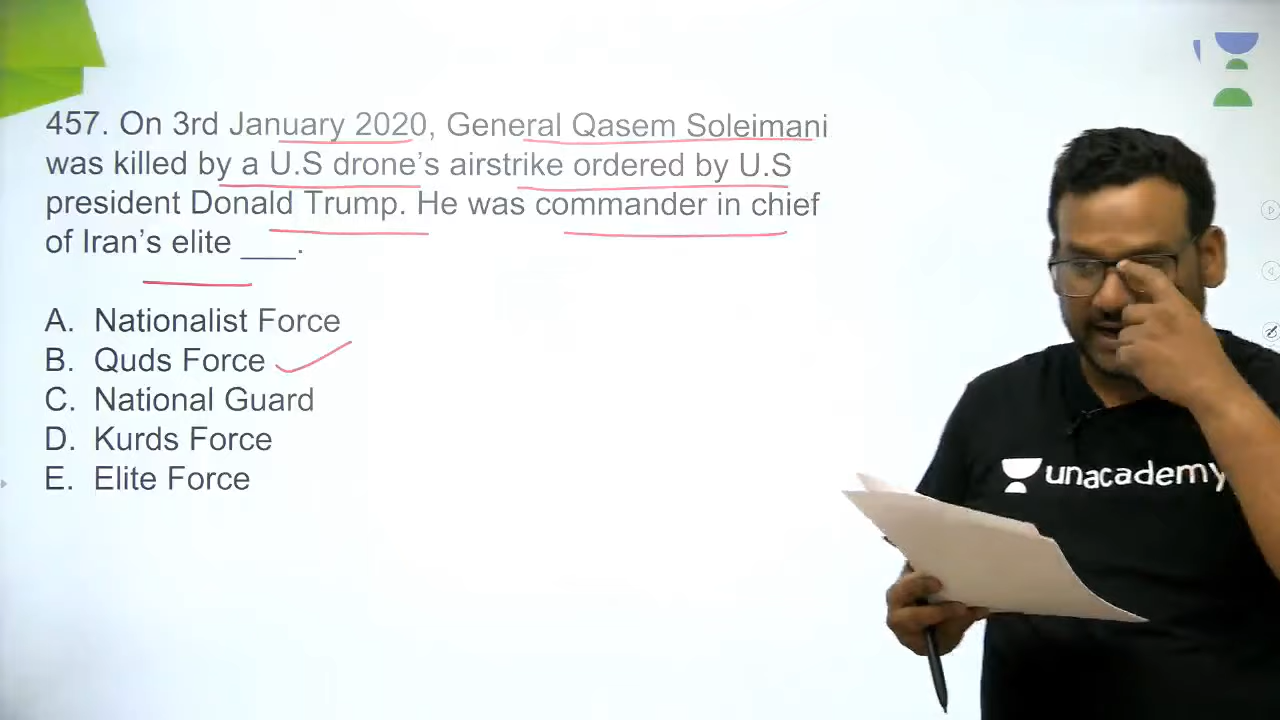 457. On 3rd January 2020, General Qasem Soleimani
was killed by a U.S drone’s airstrike ordered by U.S
president Donald Trump. He was commander in chief
of Iran’s elite ___.
A. Nationalist Force
B. Quds Force
C. National Guard
D. Kurds Force
E. Elite Force
unacademy